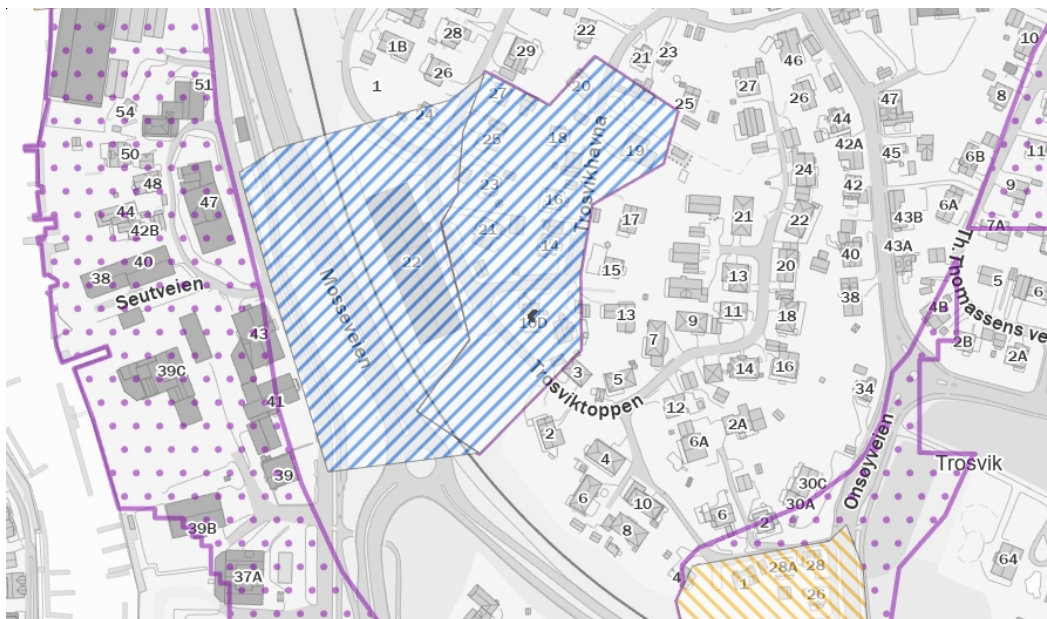 10
28
1B
29
22
21
23
26
1
46
27
26
8
51
54
27
20
25
47
24
44
25
18
42A
45
6B
11
50
19
48
23
24
42
9
47
16
44
21
22
43B
6A
42B
21
14
17
Trosvikhavna
7A
40
43A
40
38
22
15
13
20
5
6
Seutveien
38
Th. Thomassens ve
Mosseveien
11
18
4B
10D
13
9
43
7
2B
2A
39C
3
5
14
16
34
Trosviktoppen
41
12
2A
2
6A
Onsøyveien
4
Trosvik
39
30C
6
10
30A
39B
8
6
2
28A
28
64
37A
4
1
26